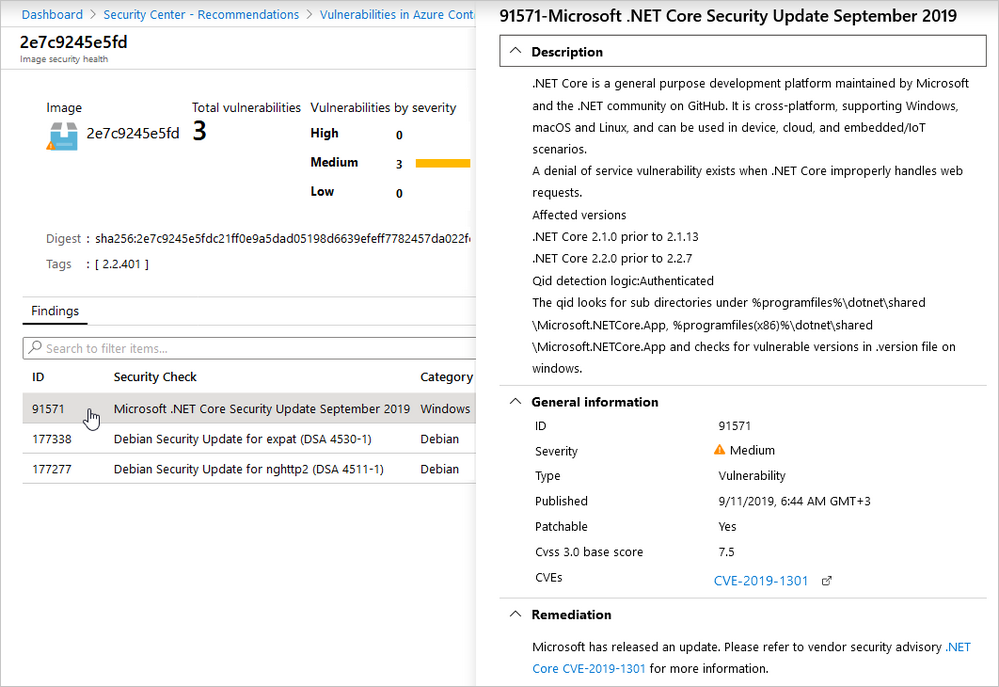 Dashboard > Security Center - Recommendations > Vulnerabilities in Azure Cont
2e7c9245e5fd
Image security health
Image
2e7c9245e5fd
Total vulnerabilities
3
Vulnerabilities by severity
High 0
Medium 3
Low 0
Digest : sha256:2e7c9245e5fdc21ff0e9a5dad05198d6639efeff7782457da022f
Tags : [ 2.2.401 ]
Findings
Search to filter items...
ID Security Check Category
91571 Microsoft .NET Core Security Update September 2019 Windows
177338 Debian Security Update for expat (DSA 4530-1) Debian
177277 Debian Security Update for nghttp2 (DSA 4511-1) Debian
91571-Microsoft .NET Core Security Update September 2019
Description
.NET Core is a general purpose development platform maintained by Microsoft
and the .NET community on GitHub. It is cross-platform, supporting Windows,
macOS and Linux, and can be used in device, cloud, and embedded/IoT
scenarios.
A denial of service vulnerability exists when .NET Core improperly handles web
requests.
Affected versions
.NET Core 2.1.0 prior to 2.1.13
.NET Core 2.2.0 prior to 2.2.7
Qid detection logic:Authenticated
The qid looks for sub directories under %programfiles%\dotnet\shared
\Microsoft.NETCore.App, %programfiles(x86)%\dotnet\shared
\Microsoft.NETCore.App and checks for vulnerable versions in .version file on
windows.
General information
ID 91571
Severity Medium
Type Vulnerability
Published 9/11/2019, 6:44 AM GMT+3
Patchable Yes
Cvss 3.0 base score 7.5
CVEs CVE-2019-1301
Remediation
Microsoft has released an update. Please refer to vendor security advisory .NET
Core CVE-2019-1301 for more information.